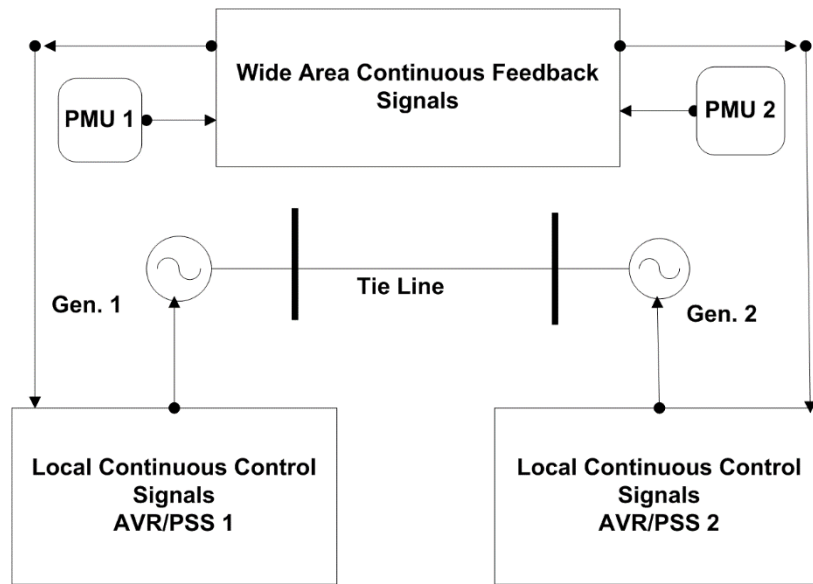 Wide Area Continuous Feedback
Signals
PMU 1
PMU 2
Tie Line
Gen. 1
Gen. 2
Local Continuous Control
Signals
AVR/PSS 1
Local Continuous Control
Signals
AVR/PSS 2